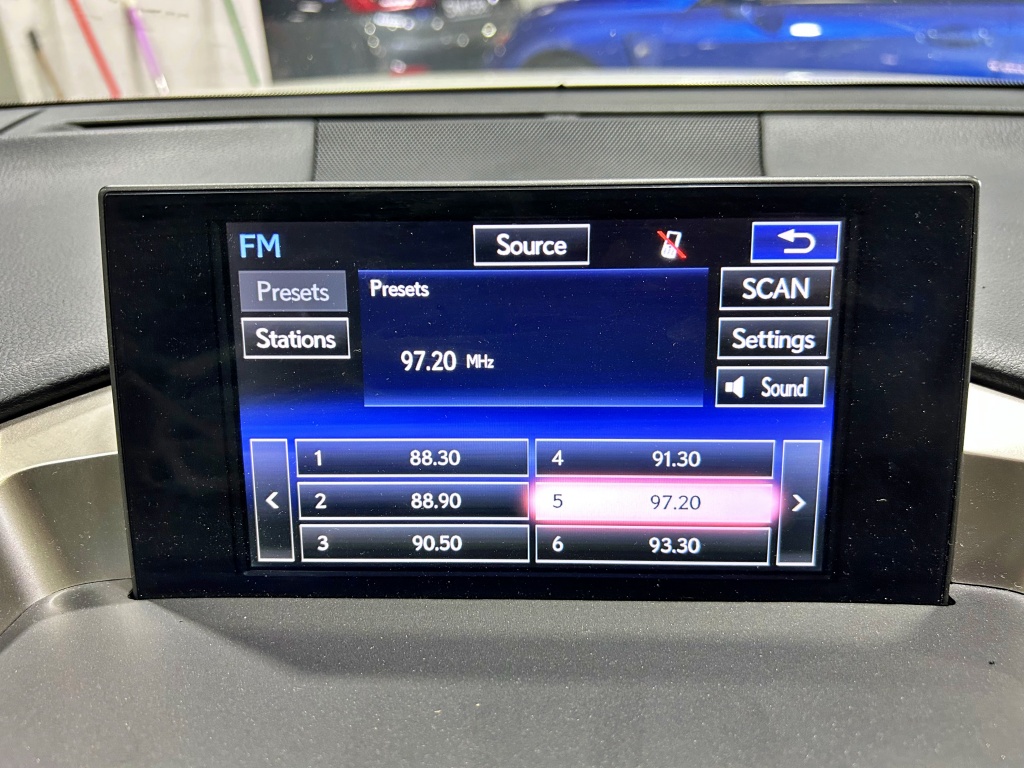 FM
Source
Presets
Presets
SCAN
Stations
97.20 MHz
Settings
Sound
1 88.30
4 91.30
<
2 88.90
5 97.20
>
3 90.50
6 93.30